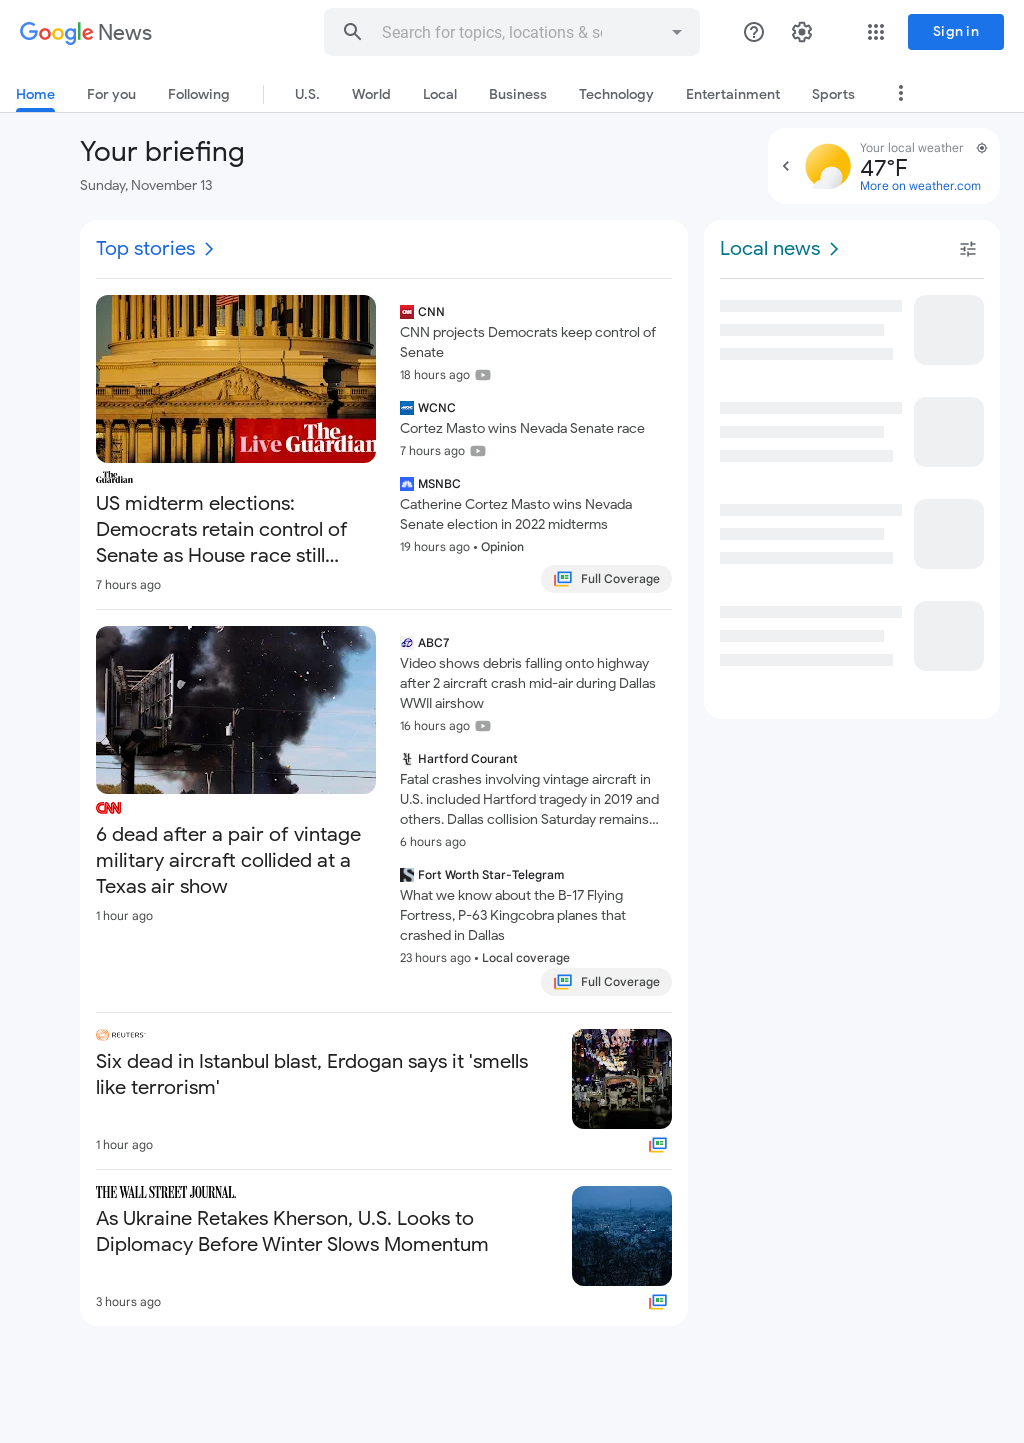 Google News
Search for topics, locations & s
Sign in
Home
For you
Following
U.S.
World
Local
Business
Technology
Entertainment
Sports
Your briefing
Sunday, November 13
Your local weather
47°F
More on weather.com
Top stories
Local news
Live The Guardian
The Guardian
US midterm elections:
Democrats retain control of
Senate as House race still...
7 hours ago
CNN
CNN projects Democrats keep control of
Senate
18 hours ago
WCNC
Cortez Masto wins Nevada Senate race
7 hours ago
MSNBC
Catherine Cortez Masto wins Nevada
Senate election in 2022 midterms
19 hours ago • Opinion
Full Coverage
CNN
6 dead after a pair of vintage
military aircraft collided at a
Texas air show
1 hour ago
ABC7
Video shows debris falling onto highway
after 2 aircraft crash mid-air during Dallas
WWII airshow
16 hours ago
Hartford Courant
Fatal crashes involving vintage aircraft in
U.S. included Hartford tragedy in 2019 and
others. Dallas collision Saturday remains...
6 hours ago
Fort Worth Star-Telegram
What we know about the B-17 Flying
Fortress, P-63 Kingcobra planes that
crashed in Dallas
23 hours ago • Local coverage
Full Coverage
REUTERS
Six dead in Istanbul blast, Erdogan says it 'smells
like terrorism'
1 hour ago
THE WALL STREET JOURNAL.
As Ukraine Retakes Kherson, U.S. Looks to
Diplomacy Before Winter Slows Momentum
3 hours ago